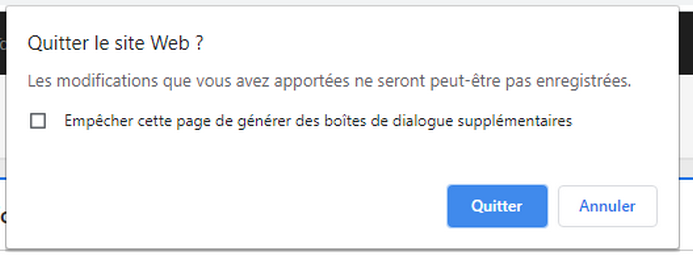 Quitter le site Web ?
Les modifications que vous avez apportées ne seront peut-être pas enregistrées.
Empêcher cette page de générer des boîtes de dialogue supplémentaires
Quitter Annuler